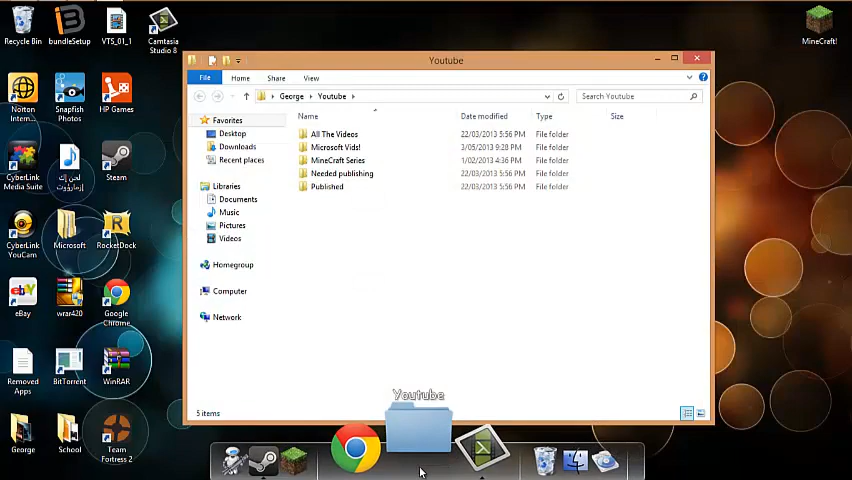 Recycle Bin
bundleSetup
VTS_01_1
Camtasia
Studio 8
MineCraft!
Norton
Intern...
Snapfish
Photos
HP Games
CyberLink
Media Suite
Steam
CyberLink
YouCam
Microsoft
RocketDock
eBay
wrar420
Google
Chrome
Removed
Apps
BitTorrent
WinRAR
George
School
Team
Fortress 2
Youtube
File
Home
Share
View
George
Youtube
Search Youtube
Favorites
Desktop
Downloads
Recent places
Libraries
Documents
Music
Pictures
Videos
Homegroup
Computer
Network
Name Date modified Type Size
All The Videos 22/03/2013 5:56 PM File folder
Microsoft Vids! 3/05/2013 9:28 PM File folder
MineCraft Series 1/02/2013 4:36 PM File folder
Needed publishing 22/03/2013 5:56 PM File folder
Published 22/03/2013 5:56 PM File folder
5 items
Youtube